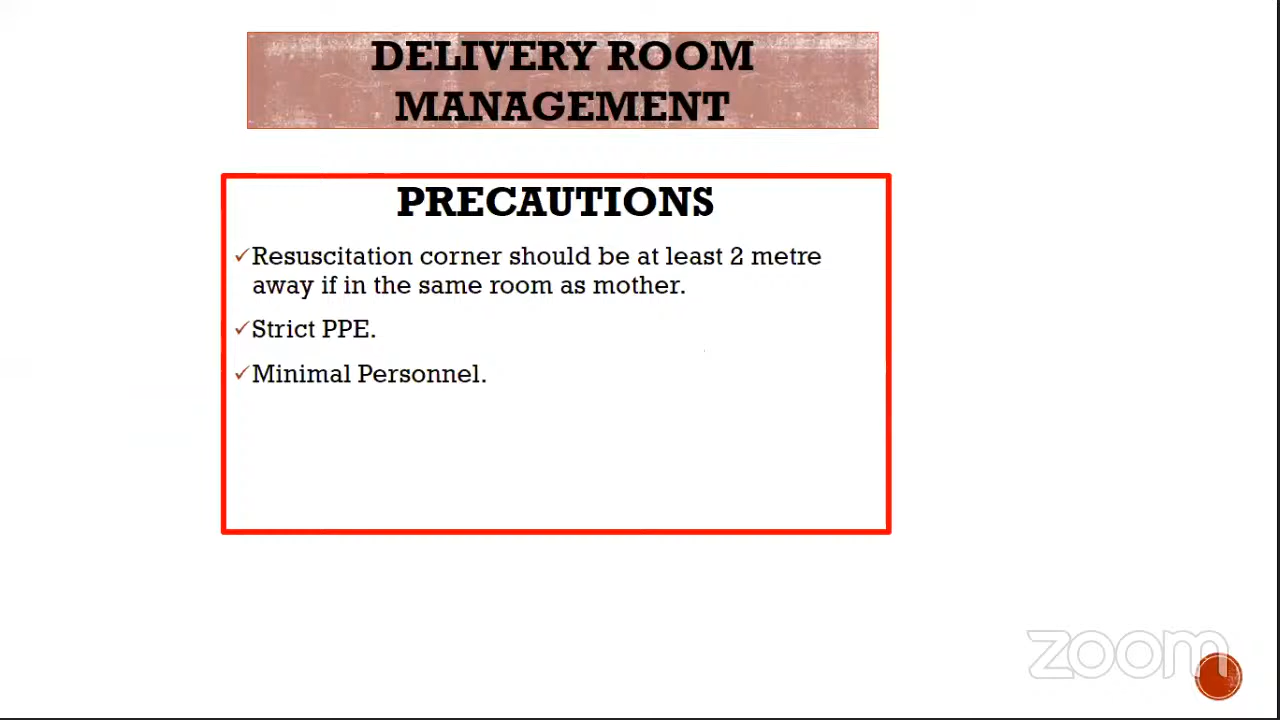 DELIVERY ROOM
MANAGEMENT
PRECAUTIONS
✓Resuscitation corner should be at least 2 metre
away if in the same room as mother.
✓Strict PPE.
✓Minimal Personnel.
zoom